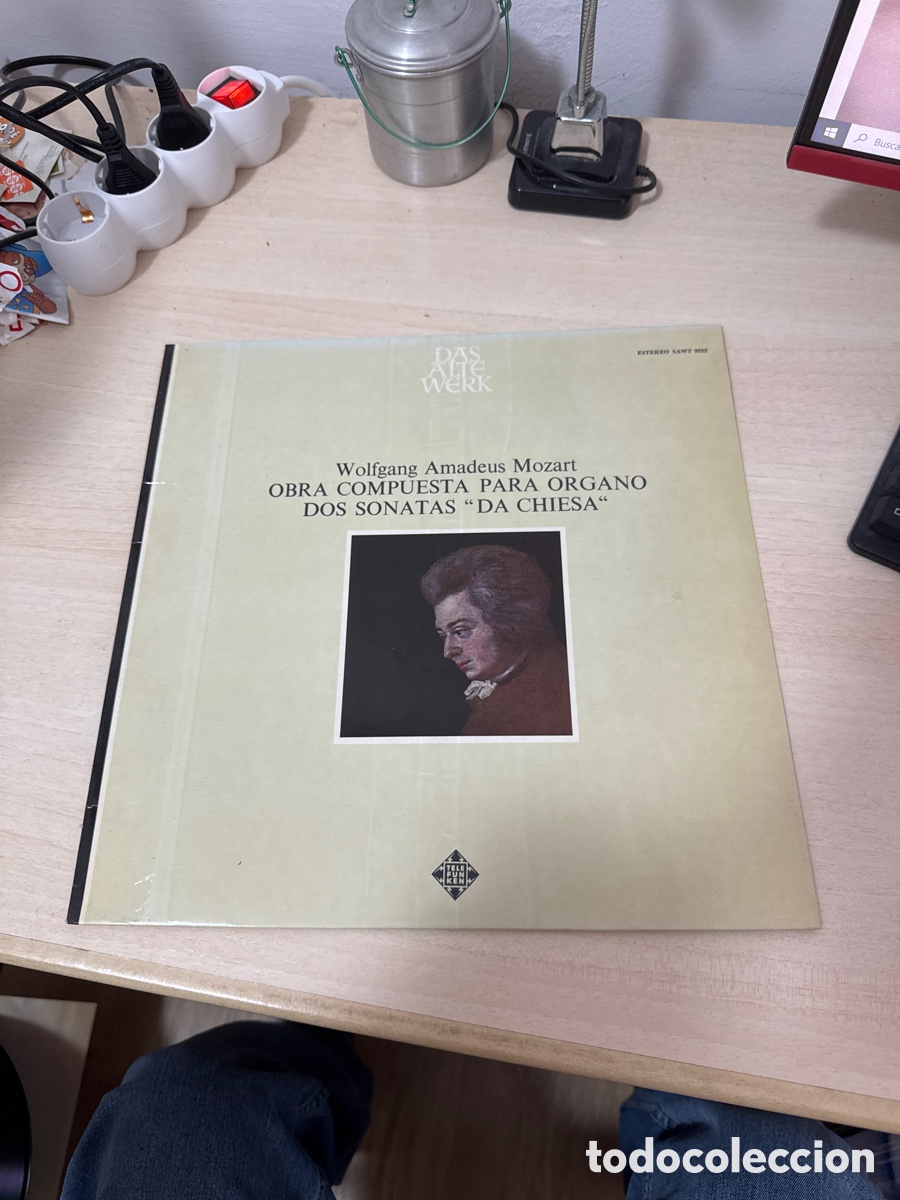 Busca
DAS
ALTE
WERK
ESTEREO SAWT 9555
Wolfgang Amadeus Mozart
OBRA COMPUESTA PARA ORGANO
DOS SONATAS “DA CHIESA“
TELE
FUN
KEN
todocoleccion